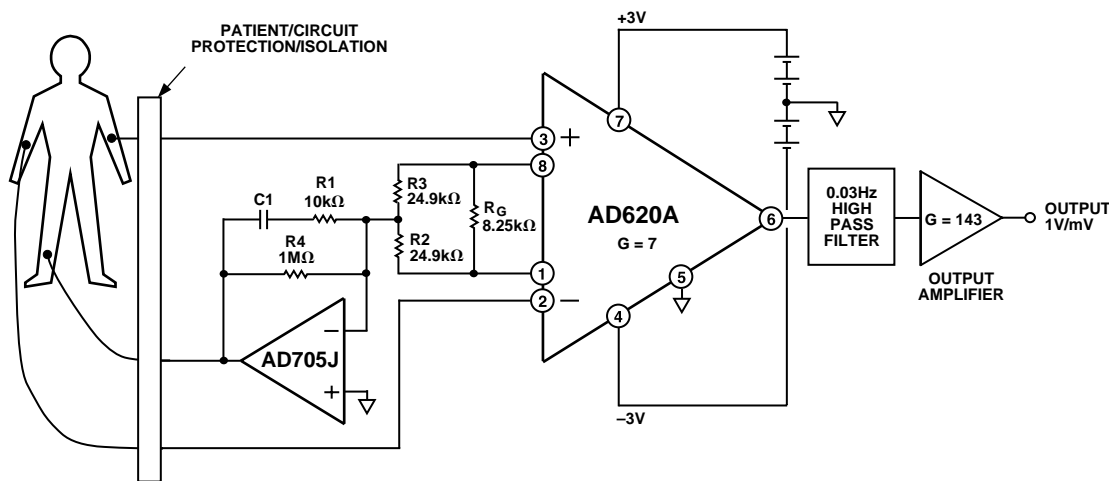 PATIENT/CIRCUIT
PROTECTION/ISOLATION
+3V
3
+
8
7
C1
R1
10kΩ
R3
24.9kΩ
RG
8.25kΩ
AD620A
G = 7
6
0.03Hz
HIGH
PASS
FILTER
G = 143
OUTPUT
1V/mV
OUTPUT
AMPLIFIER
R4
1MΩ
R2
24.9kΩ
1
2
–
5
4
–
AD705J
+
–3V